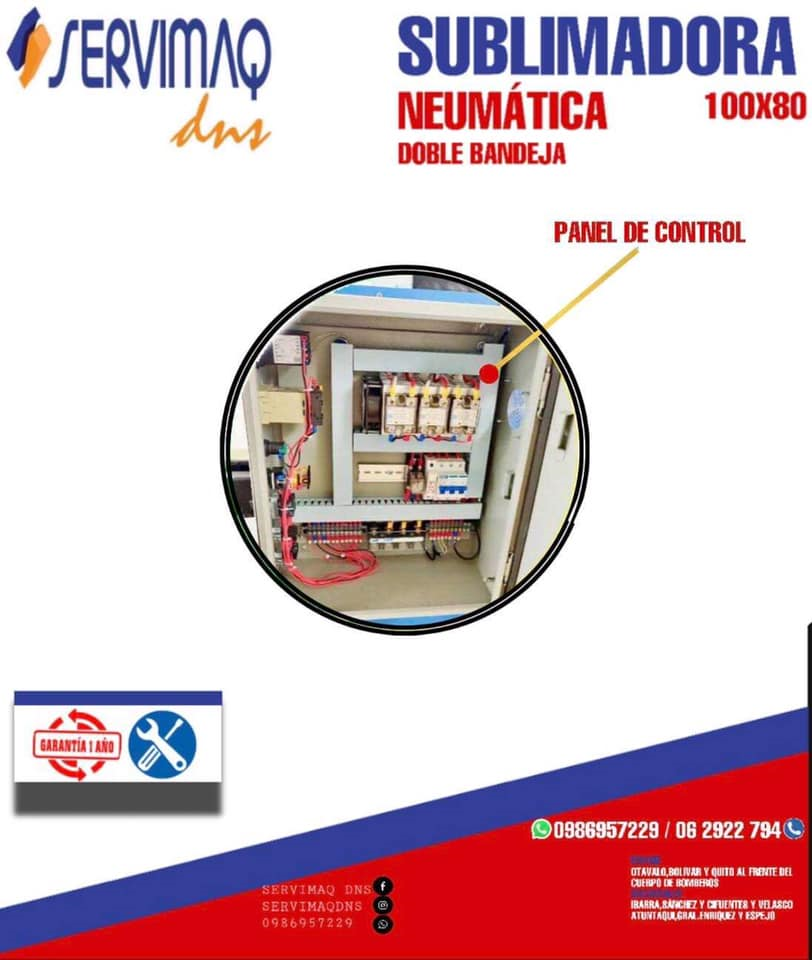 SERVIMAQ
dns
SUBLIMADORA
NEUMÁTICA 100X80
DOBLE BANDEJA
PANEL DE CONTROL
GARANTÍA 1 AÑO
0986957229 / 06 2922 794
OTAVALO,BOLIVAR Y QUITO AL FRENTE DEL
CUERPO DE BOMBEROS
IBARRA,SÁNCHEZ Y CIFUENTES Y VELASCO
ATUNTAQUI,GRAL.ENRIQUEZ Y ESPEJO
SERVIMAQ DNS
SERVIMAQDNS
0986957229